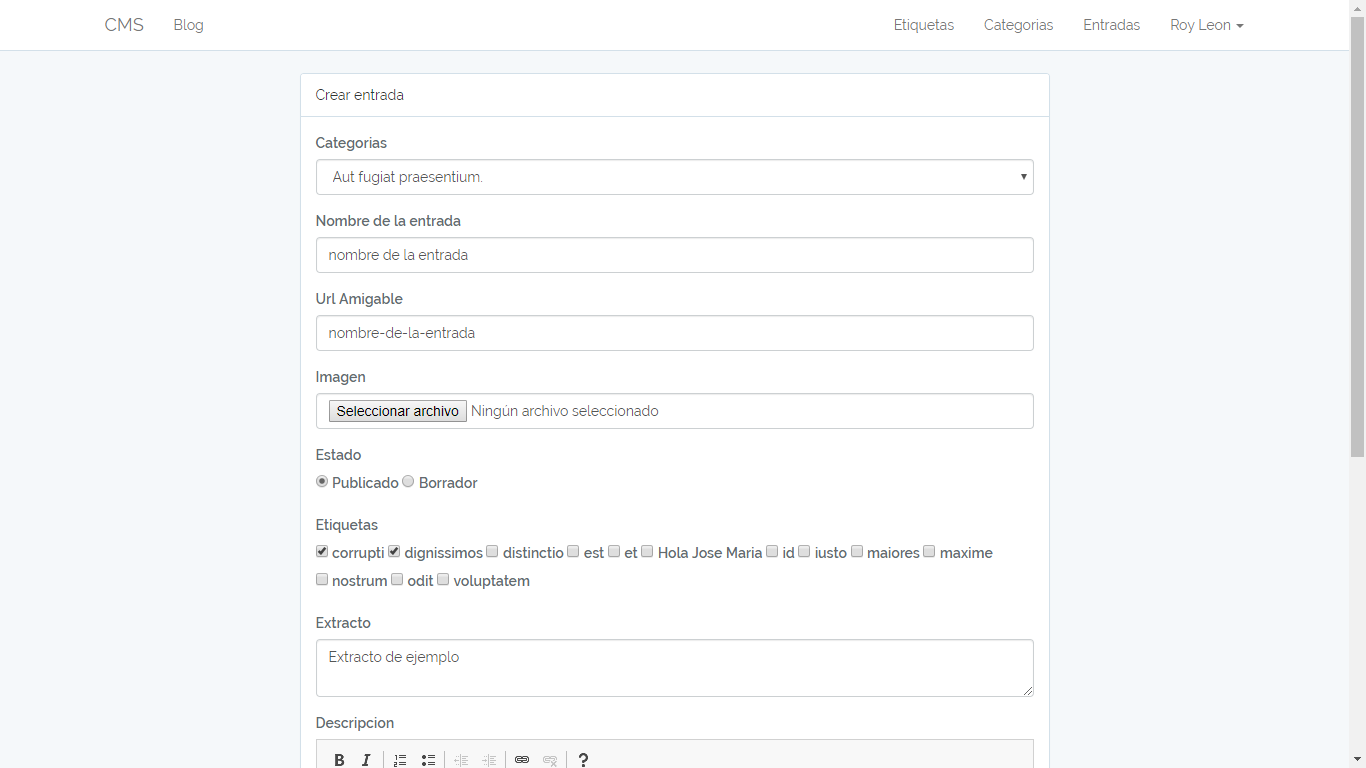 CMS Blog Etiquetas Categorias Entradas Roy Leon
Crear entrada
Categorias
Aut fugiat praesentium.
Nombre de la entrada
nombre de la entrada
Url Amigable
nombre-de-la-entrada
Imagen
Seleccionar archivo Ningún archivo seleccionado
Estado
Publicado Borrador
Etiquetas
corrupti dignissimos distinctio est et Hola Jose Maria id iusto maiores maxime
nostrum odit voluptatem
Extracto
Extracto de ejemplo
Descripcion
B I ?